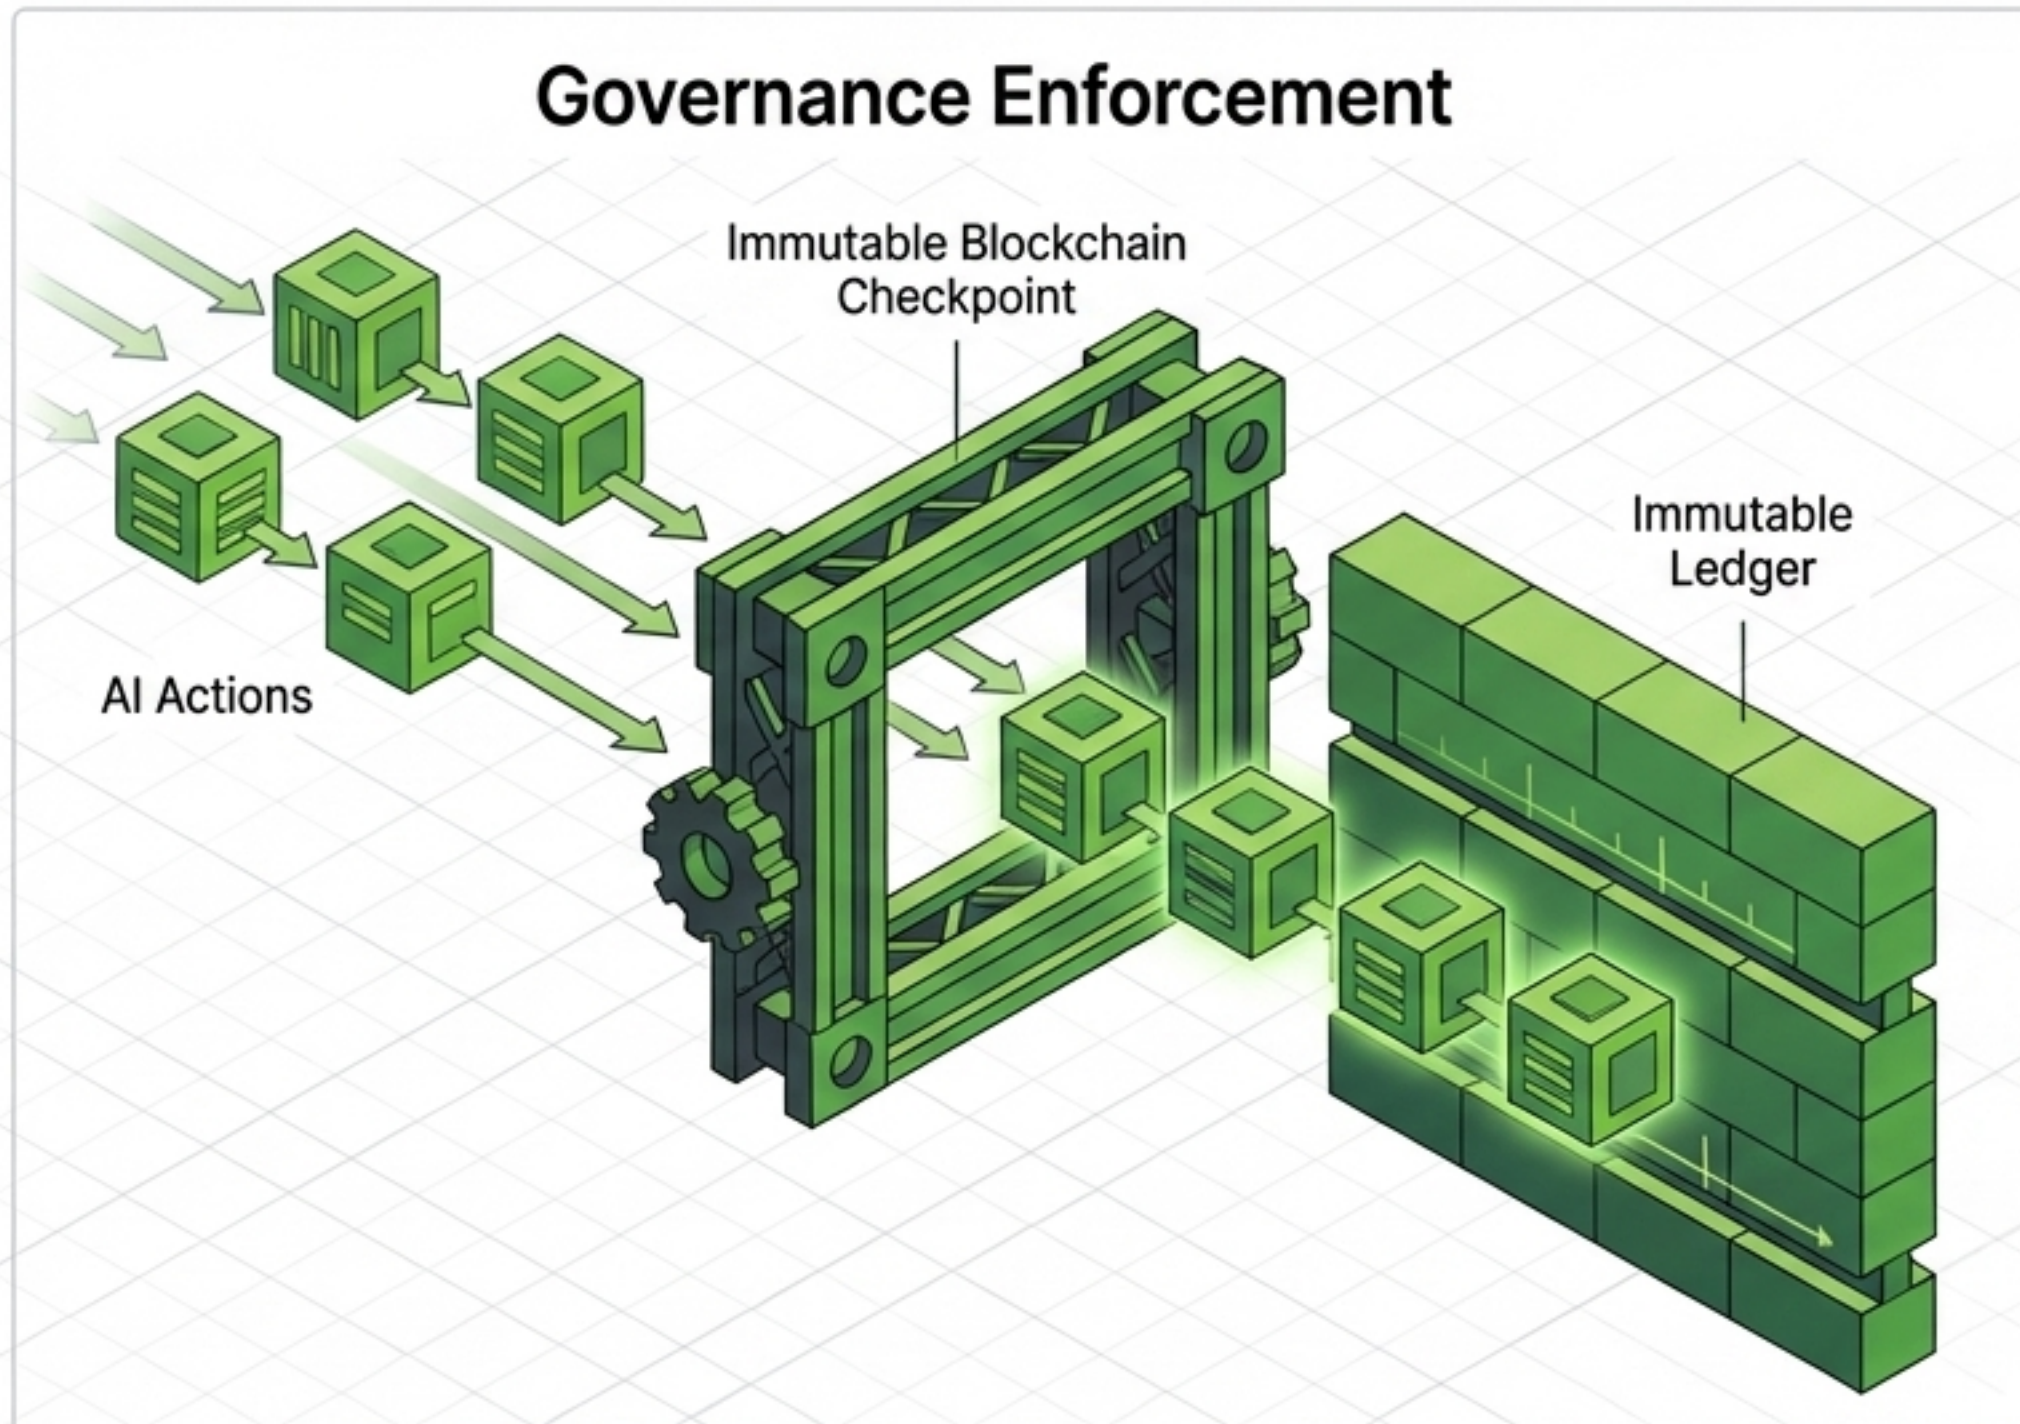 Governance Enforcement
Immutable Blockchain
Checkpoint
Immutable
Ledger
AI Actions